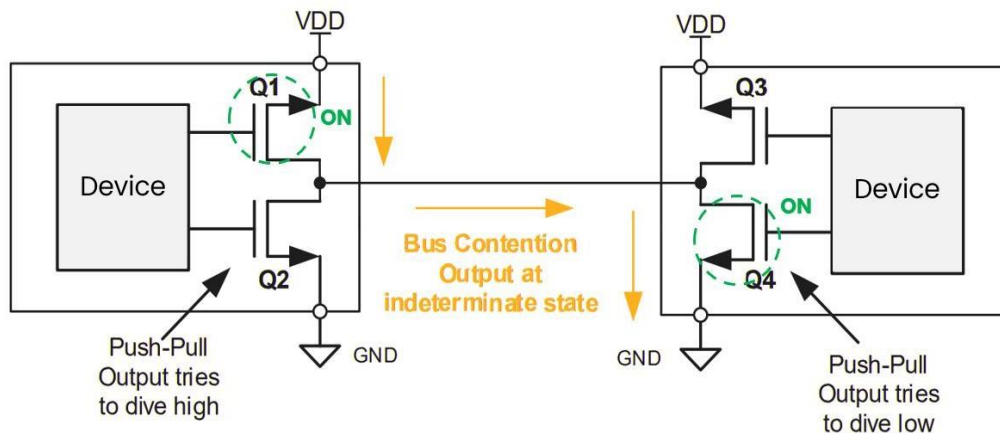 VDD
VDD
Q1
ON
Q3
Device
Device
ON
Q2
Q4
Bus Contention
Output at
indeterminate state
GND
GND
Push-Pull
Output tries
to dive high
Push-Pull
Output tries
to dive low